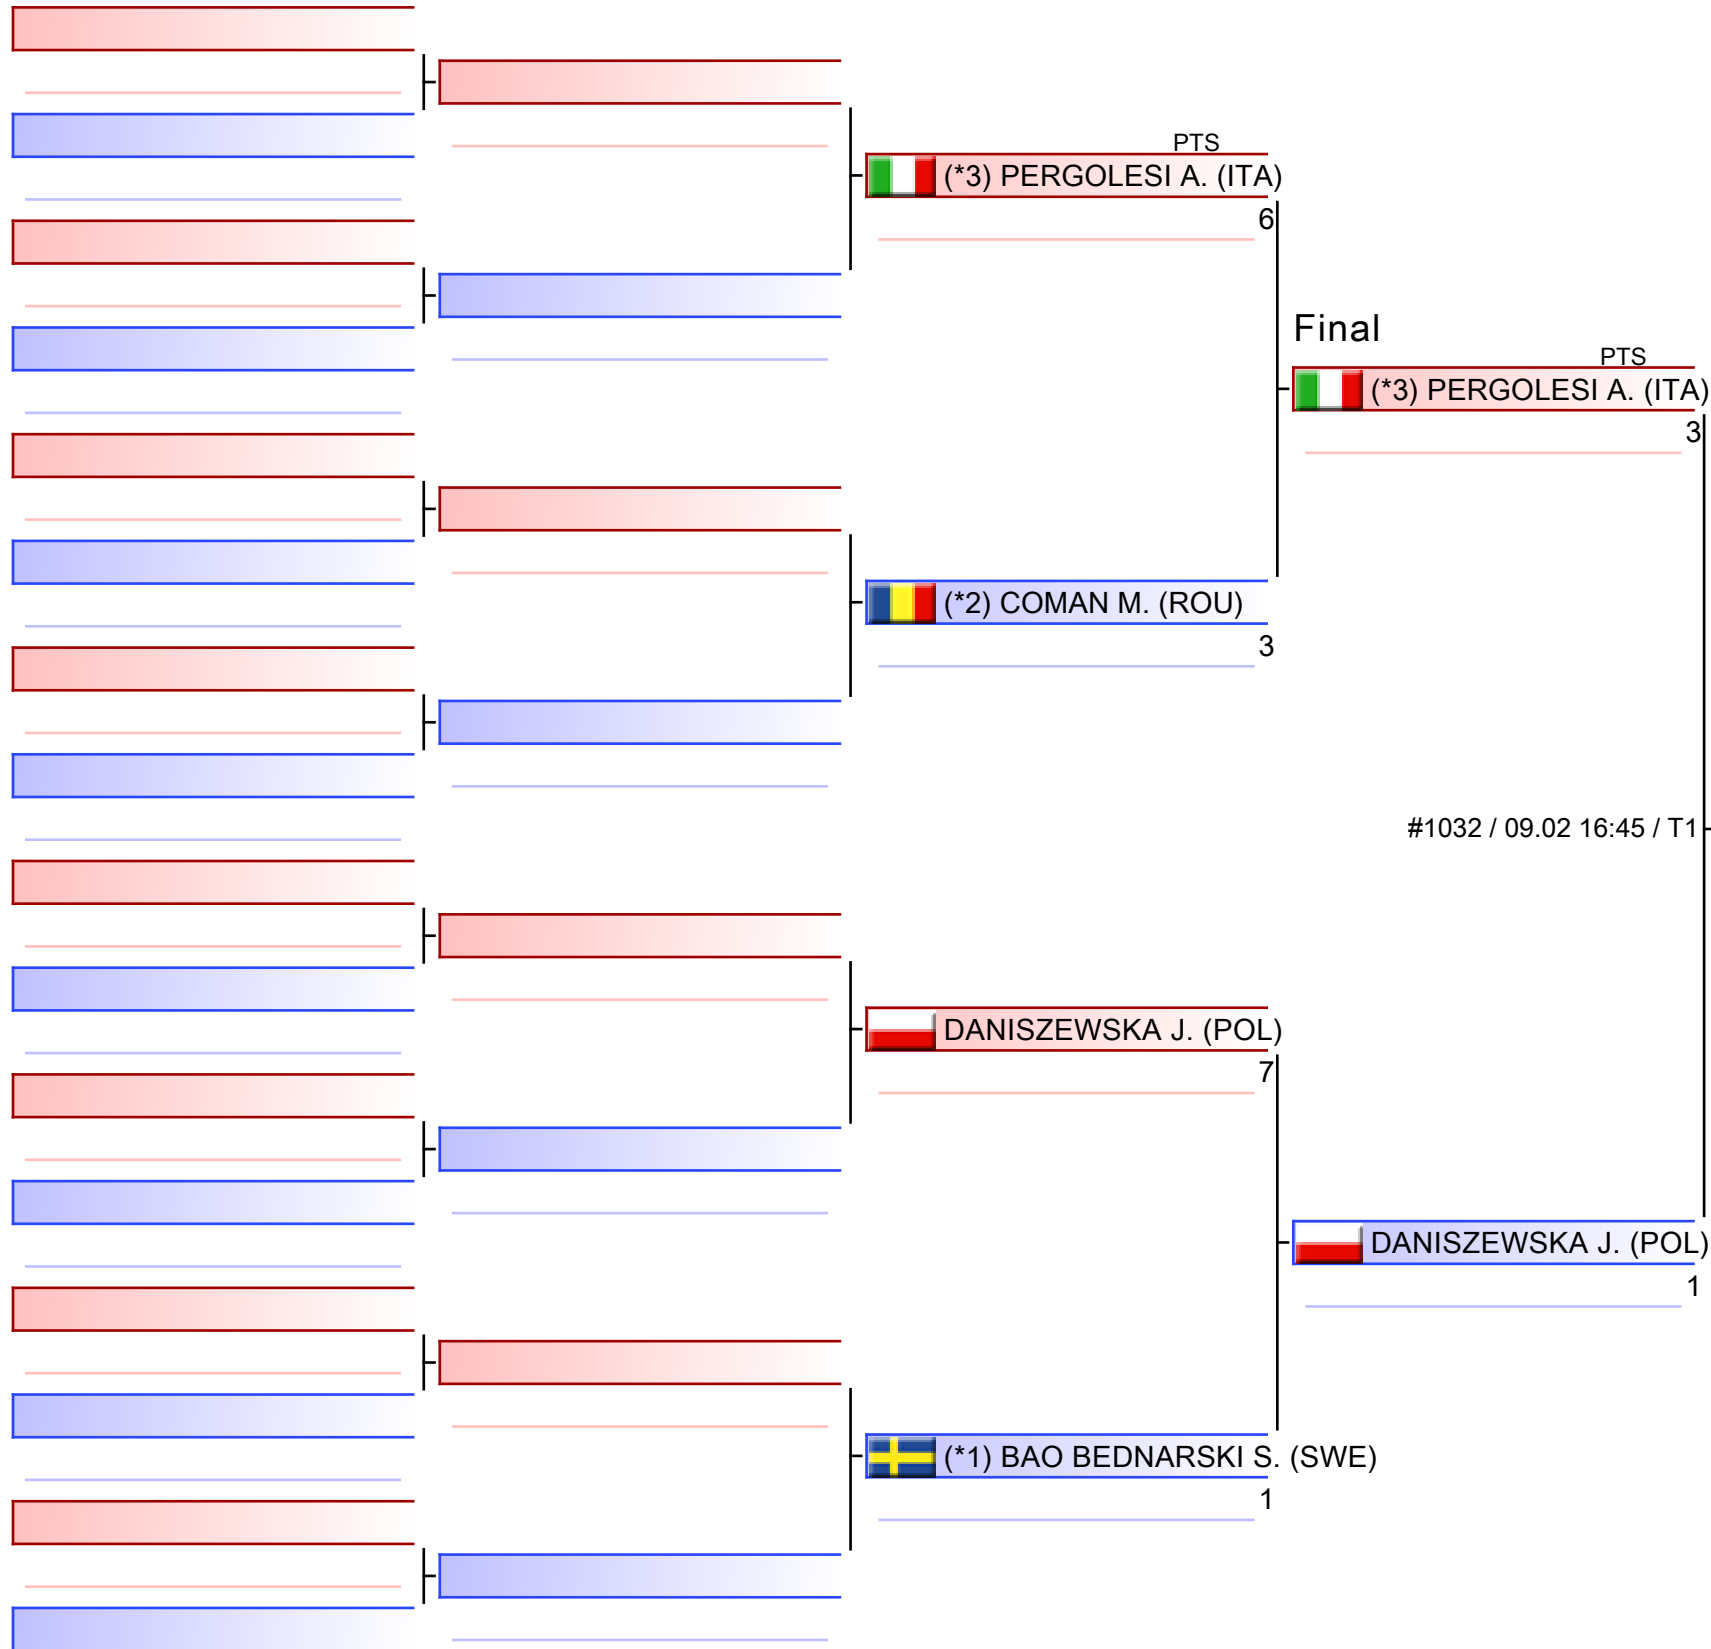 PTS
(*3) PERGOLESI A. (ITA)
6
Final
PTS
(*3) PERGOLESI A. (ITA)
3
(*2) COMAN M. (ROU)
3
#1032 / 09.02 16:45 / T1
DANISZEWSKA J. (POL)
7
DANISZEWSKA J. (POL)
1
(*1) BAO BEDNARSKI S. (SWE)
1